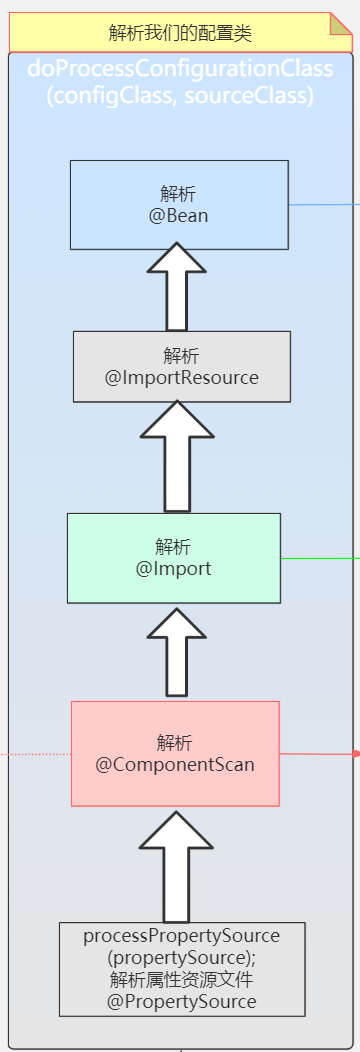 解析我们的配置类
doProcessConfigurationClass
(configClass, sourceClass)
解析
@Bean
解析
@ImportResource
解析
@Import
解析
@ComponentScan
processPropertySource
(propertySource);
解析属性资源文件
@PropertySource